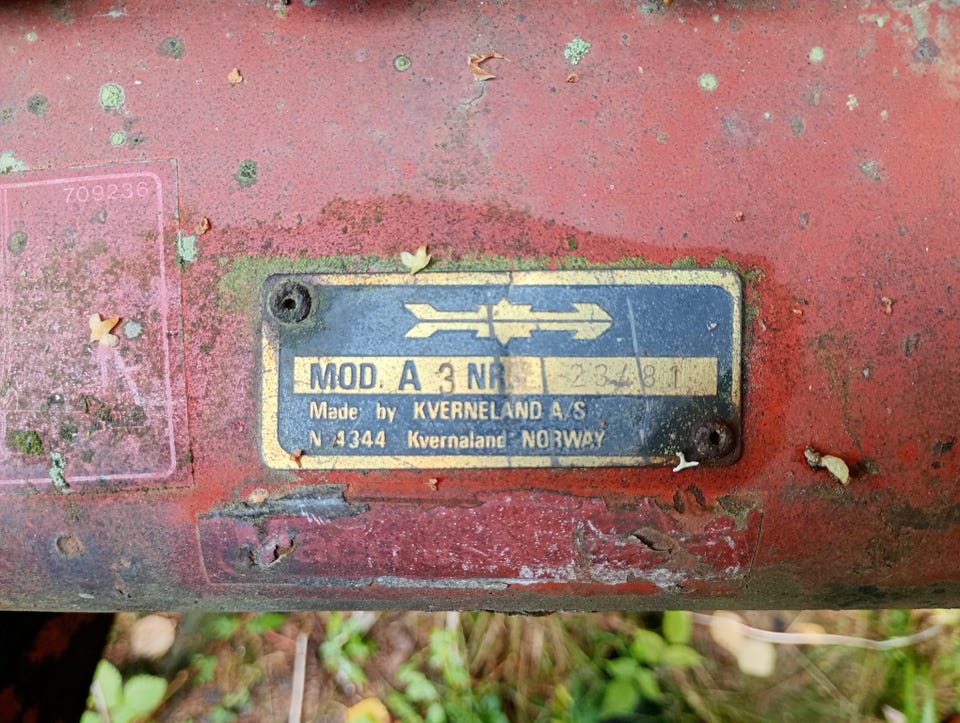 709236
MOD. A 3 NR 23481
Made by KVERNELAND A/S
N 4344 Kvernaland NORWAY